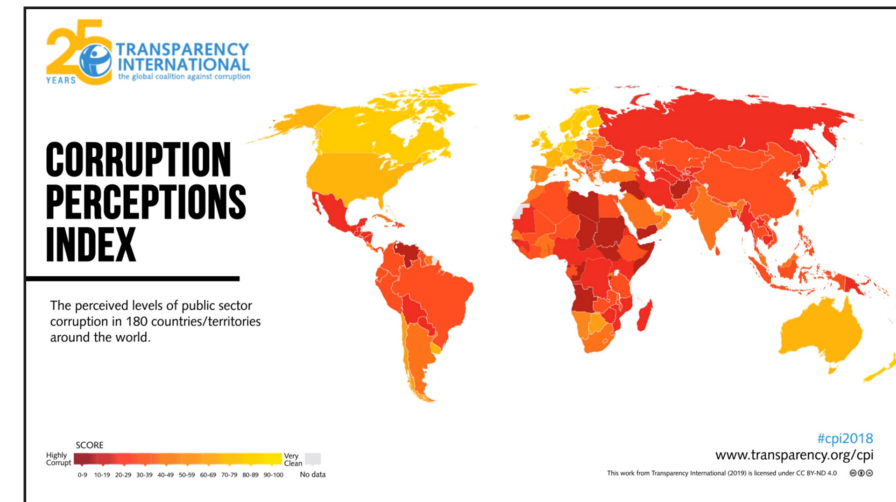 25
YEARS
TRANSPARENCY
INTERNATIONAL
the global coalition against corruption
CORRUPTION
PERCEPTIONS
INDEX
The perceived levels of public sector
corruption in 180 countries/territories
around the world.
SCORE
Highly
Corrupt
0-9 10-19 20-29 30-39 40-49 50-59 60-69 70-79 80-89 90-100
Very
Clean
No data
#cpi2018
www.transparency.org/cpi
This work from Transparency International (2019) is licensed under CC BY-ND 4.0